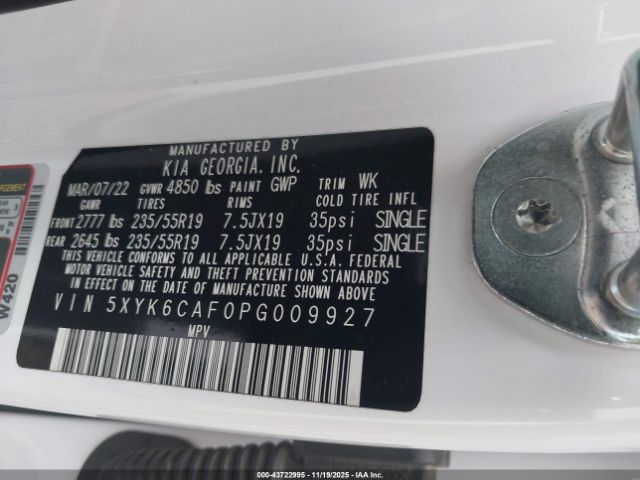 MANUFACTURED BY
KIA GEORGIA. INC.
MAR/07/22 GVWR 4850 lbs PAINT GWP TRIM WK
GAWR TIRES RIMS COLD TIRE INFL
FRONT 2777 lbs 235/55R19 7.5JX19 35psi SINGLE
REAR 2645 lbs 235/55R19 7.5JX19 35psi SINGLE
THIS VEHICLE CONFORMS TO ALL APPLICABLE U.S.A. FEDERAL
MOTOR VEHICLE SAFETY AND THEFT PREVENTION STANDARDS
IN EFFECT ON THE DATE OF MANUFACTURE SHOWN ABOVE.
VIN 5XYK6CAF0PG009927
MPV
W420
000-43722995 - 11/19/2025 - IAAI.com